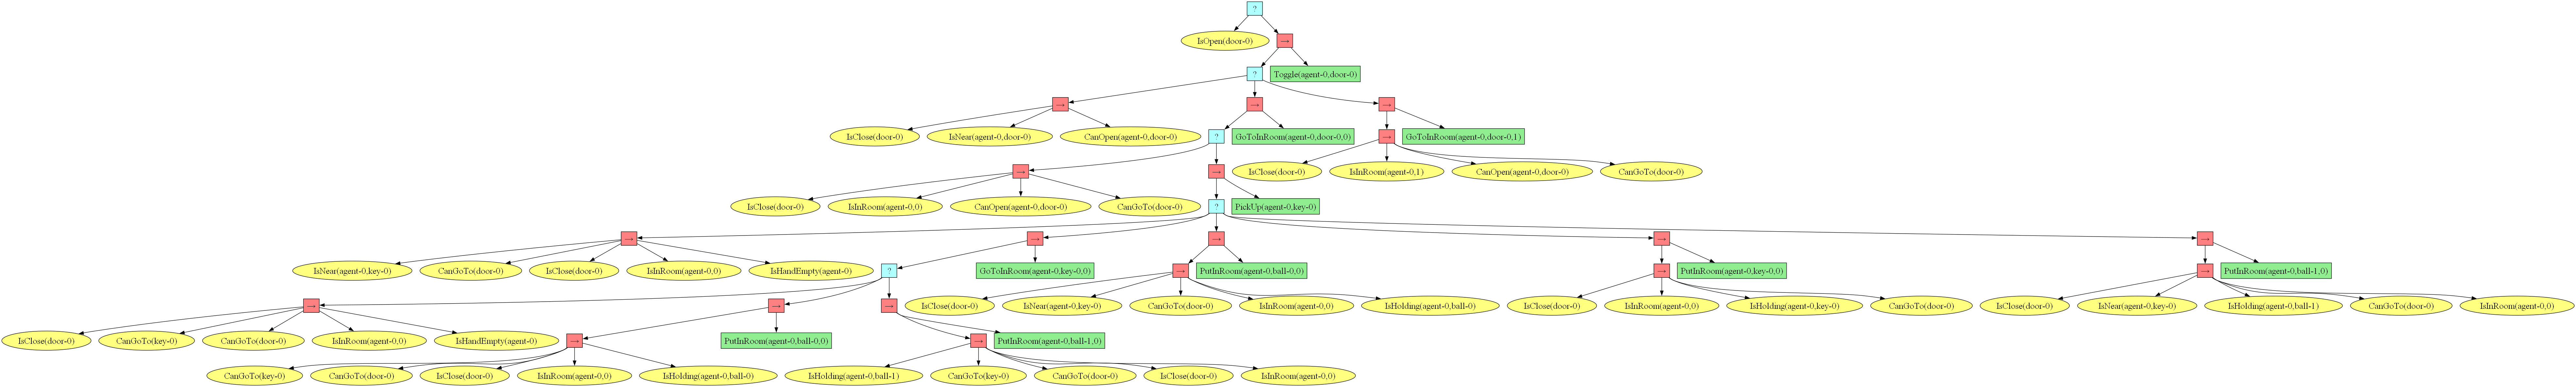 ?
IsOpen(door-0) →
? Toggle(agent-0,door-0)
→ → →
IsClose(door-0) IsNear(agent-0,door-0) CanOpen(agent-0,door-0) ? GoToInRoom(agent-0,door-0,0) → GoToInRoom(agent-0,door-0,1)
→ → IsClose(door-0) IsInRoom(agent-0,1) CanOpen(agent-0,door-0) CanGoTo(door-0)
IsClose(door-0) IsInRoom(agent-0,0) CanOpen(agent-0,door-0) CanGoTo(door-0) ? PickUp(agent-0,key-0)
→ → → → →
IsNear(agent-0,key-0) CanGoTo(door-0) IsClose(door-0) IsInRoom(agent-0,0) IsHandEmpty(agent-0) ? GoToInRoom(agent-0,key-0,0) → PutInRoom(agent-0,ball-0,0) → PutInRoom(agent-0,key-0,0) → PutInRoom(agent-0,ball-1,0)
→ → → IsClose(door-0) IsNear(agent-0,key-0) CanGoTo(door-0) IsInRoom(agent-0,0) IsHolding(agent-0,ball-0) IsClose(door-0) IsInRoom(agent-0,0) IsHolding(agent-0,key-0) CanGoTo(door-0) IsClose(door-0) IsNear(agent-0,key-0) IsHolding(agent-0,ball-1) CanGoTo(door-0) IsInRoom(agent-0,0)
IsClose(door-0) CanGoTo(key-0) CanGoTo(door-0) IsInRoom(agent-0,0) IsHandEmpty(agent-0) → PutInRoom(agent-0,ball-0,0) → PutInRoom(agent-0,ball-1,0)
CanGoTo(key-0) CanGoTo(door-0) IsClose(door-0) IsInRoom(agent-0,0) IsHolding(agent-0,ball-0) IsHolding(agent-0,ball-1) CanGoTo(key-0) CanGoTo(door-0) IsClose(door-0) IsInRoom(agent-0,0)